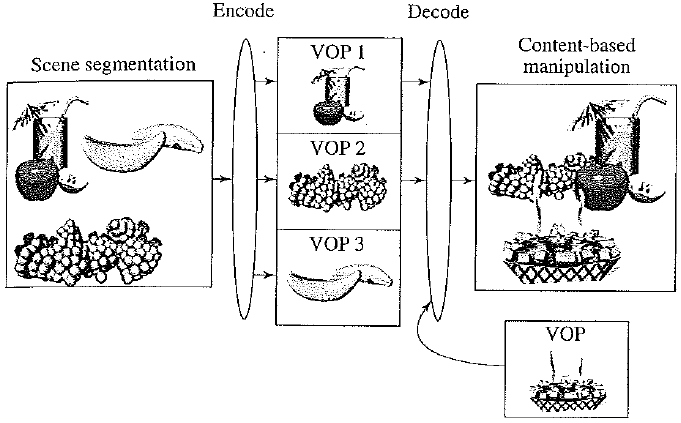 Encode
Decode
Scene segmentation
VOP 1
VOP 2
VOP 3
Content-based
manipulation
VOP